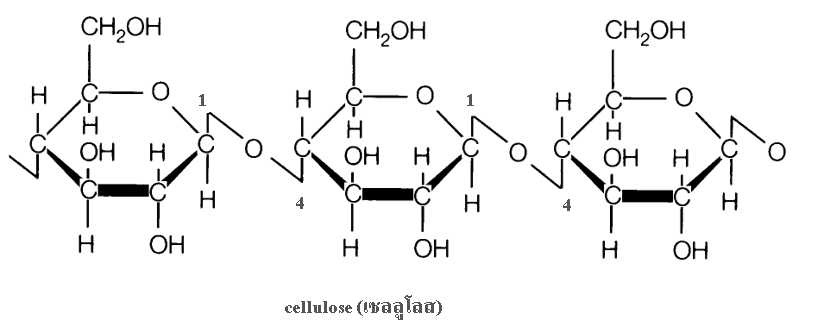 CH₂OH CH₂OH CH₂OH
H C O 1 H C O 1 H C O
H H H
C OH H C O C OH H C O C OH H C O
C C H 4 C C H 4 C C H
H OH H OH H OH
cellulose (เซลลูโลส)